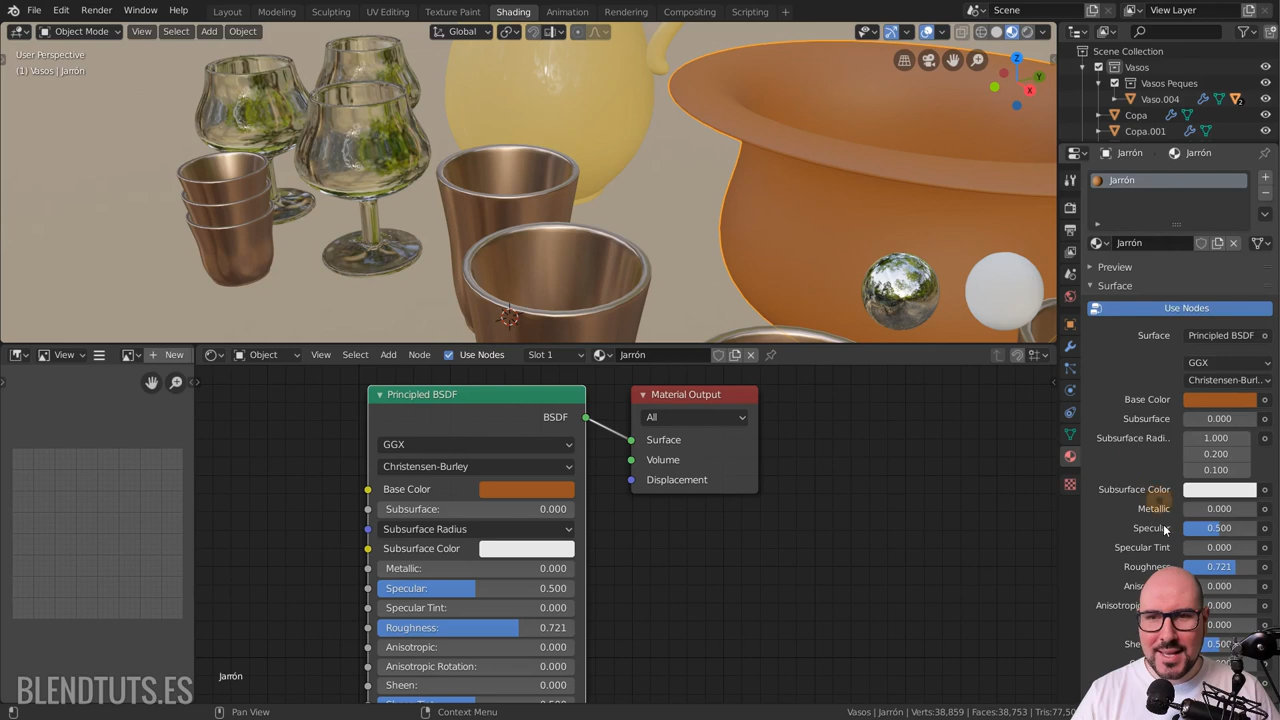 File Edit Render Window Help Layout Modeling Sculpting UV Editing Texture Paint Shading Animation Rendering Compositing Scripting + Scene View Layer
Object Mode View Select Add Object Global
User Perspective
(1) Vasos | Jarrón
Z
Y
X
Scene Collection
Vasos
Vasos Peques
Vaso.004 2
Copa
Copa.001
Jarrón Jarrón
Jarrón
Jarrón
Preview
Surface
Use Nodes
Surface Principled BSDF
GGX
Christensen-Burl..
Base Color
Subsurface 0.000
Subsurface Radi.. 1.000
0.200
0.100
Subsurface Color
Metallic 0.000
Specular 0.500
Specular Tint 0.000
Roughness 0.721
0.000
Anisotropi 0.000
0.000
0.500
View New Object View Select Add Node Use Nodes Slot 1 Jarrón
Principled BSDF
BSDF
GGX
Christensen-Burley
Base Color
Subsurface: 0.000
Subsurface Radius
Subsurface Color
Metallic: 0.000
Specular: 0.500
Specular Tint: 0.000
Roughness: 0.721
Anisotropic: 0.000
Anisotropic Rotation: 0.000
Sheen: 0.000
Material Output
All
Surface
Volume
Displacement
Jarrón
BLENDTUTS.ES
Pan View Context Menu Vasos | Jarrón | Verts:38,859 | Faces:38,753 | Tris:77,50